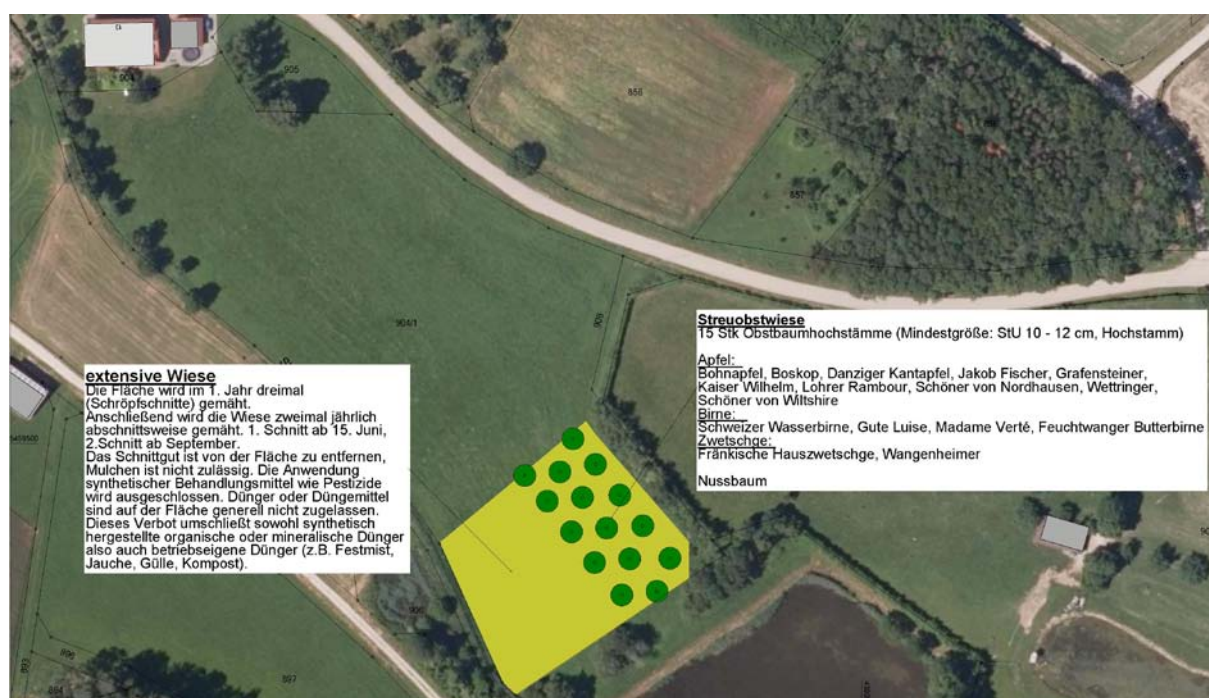 13
904
905
856
857
904/1
909
extensive Wiese
Die Fläche wird im 1. Jahr dreimal
(Schröpfschnitte) gemäht.
Anschließend wird die Wiese zweimal jährlich
abschnittsweise gemäht. 1. Schnitt ab 15. Juni,
2.Schnitt ab September.
Das Schnittgut ist von der Fläche zu entfernen,
Mulchen ist nicht zulässig. Die Anwendung
synthetischer Behandlungsmittel wie Pestizide
wird ausgeschlossen. Dünger oder Düngemittel
sind auf der Fläche generell nicht zugelassen.
Dieses Verbot umschließt sowohl synthetisch
hergestellte organische oder mineralische Dünger
also auch betriebseigene Dünger (z.B. Festmist,
Jauche, Gülle, Kompost).
Streuobstwiese
15 Stk Obstbaumhochstämme (Mindestgröße: StU 10 - 12 cm, Hochstamm)
Apfel:
Bohnapfel, Boskop, Danziger Kantapfel, Jakob Fischer, Grafensteiner,
Kaiser Wilhelm, Lohrer Rambour, Schöner von Nordhausen, Wettringer,
Schöner von Wiltshire
Birne:
Schweizer Wasserbirne, Gute Luise, Madame Verté, Feuchtwanger Butterbirne
Zwetschge:
Fränkische Hauszwetschge, Wangenheimer
Nussbaum
893
896
894
897